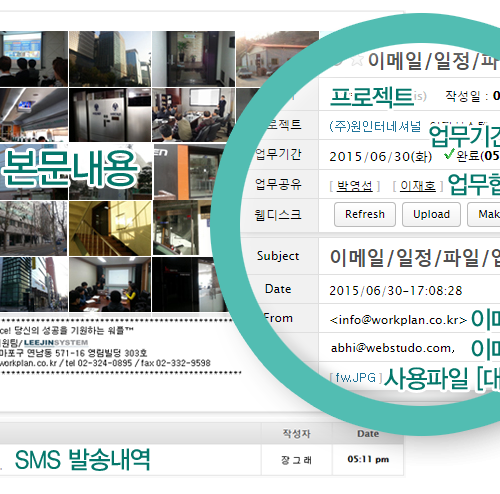 이메일/일정/파
프로젝트
작성일 : 0
로젝트 (주)원인터네셔널
업무기간
업무기간 2015/06/30(화) 완료(05
업무공유 [ 박영섭 ] [ 이재호 ] 업무협
웹디스크 Refresh Upload Mak
본문내용
Subject 이메일/일정/파일/업
Date 2015/06/30-17:08:28
From <info@workplan.co.kr> 이메
abhi@webstudo.com, 이메
[ fw.JPG ] 사용파일 [대
ce! 당신의 성공을 기원하는 워플™
원팀/LEEJINSYSTEM
마포구 연남동 571-16 영림빌딩 303호
workplan.co.kr / tel 02-324-0895 / fax 02-332-9598
작성자 Date
SMS 발송내역 장그래 05:11 pm